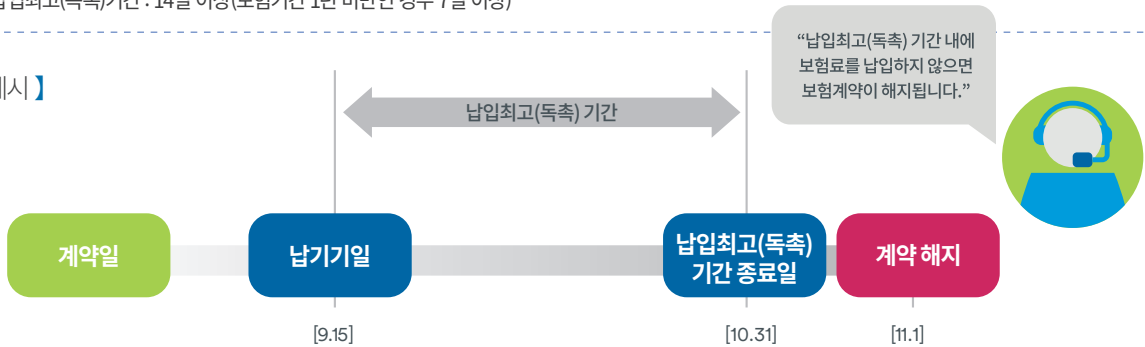 납입최고(독촉)기간 : 14일 이상(보험기간 1년 미만인 경우 7일 이상)
예시 】
“납입최고(독촉) 기간 내에
보험료를 납입하지 않으면
보험계약이 해지됩니다.”
납입최고(독촉) 기간
계약일
납기기일
납입최고(독촉)
기간 종료일
계약 해지
[9.15]
[10.31]
[11.1]